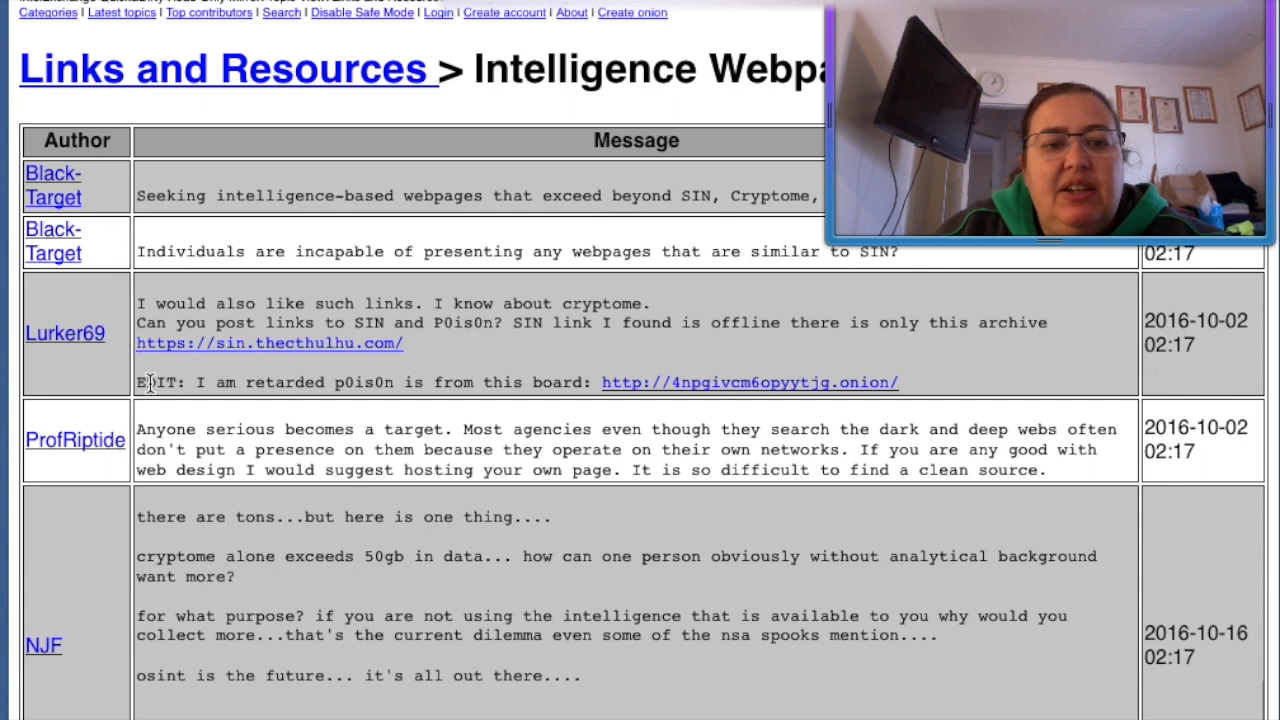 Categories | Latest topics | Top contributors | Search | Disable Safe Mode | Login | Create account | About | Create onion
Links and Resources > Intelligence Webpa
Author
Message
Black-
Target
Seeking intelligence-based webpages that exceed beyond SIN, Cryptome,
Black-
Target
Individuals are incapable of presenting any webpages that are similar to SIN?
02:17
Lurker69
I would also like such links. I know about cryptome.
Can you post links to SIN and P0is0n? SIN link I found is offline there is only this archive
https://sin.thecthulhu.com/
EDIT: I am retarded p0is0n is from this board: http://4npgivcm6opyytjg.onion/
2016-10-02
02:17
ProfRiptide
Anyone serious becomes a target. Most agencies even though they search the dark and deep webs often
don't put a presence on them because they operate on their own networks. If you are any good with
web design I would suggest hosting your own page. It is so difficult to find a clean source.
2016-10-02
02:17
NJF
there are tons...but here is one thing....
cryptome alone exceeds 50gb in data... how can one person obviously without analytical background
want more?
for what purpose? if you are not using the intelligence that is available to you why would you
collect more...that's the current dilemma even some of the nsa spooks mention....
osint is the future... it's all out there....
2016-10-16
02:17